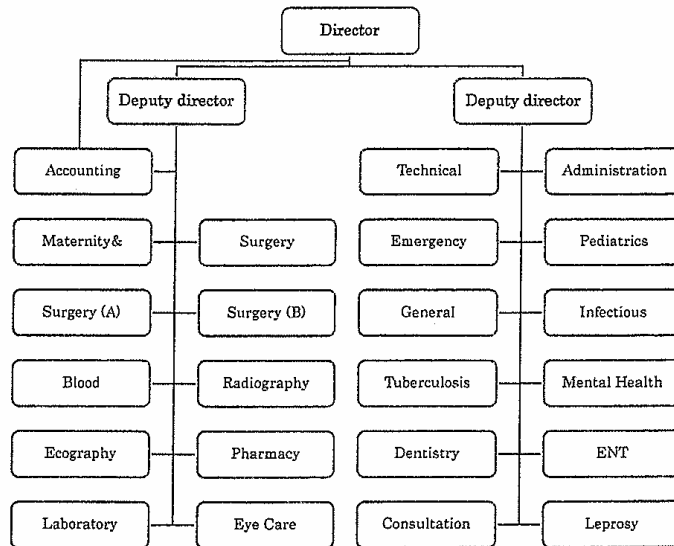 Director
Deputy director
Deputy director
Accounting
Technical
Administration
Maternity&
Surgery
Emergency
Pediatrics
Surgery (A)
Surgery (B)
General
Infectious
Blood
Radiography
Tuberculosis
Mental Health
Ecography
Pharmacy
Dentistry
ENT
Laboratory
Eye Care
Consultation
Leprosy